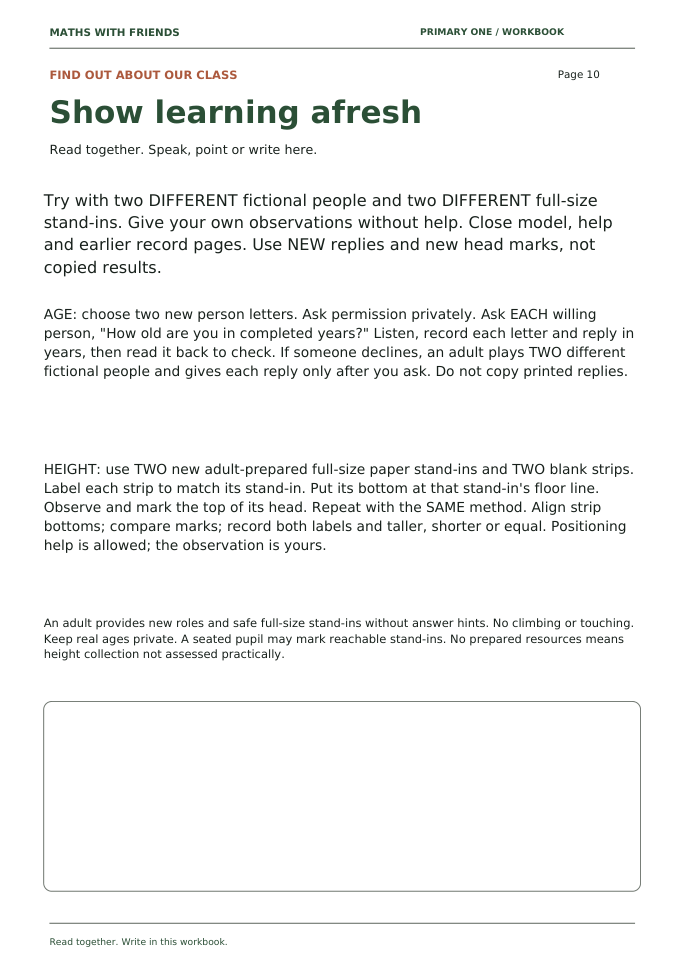 MATHS WITH FRIENDS
PRIMARY ONE / WORKBOOK
FIND OUT ABOUT OUR CLASS
Page 10
Show learning afresh
Read together. Speak, point or write here.
Try with two DIFFERENT fictional people and two DIFFERENT full-size
stand-ins. Give your own observations without help. Close model, help
and earlier record pages. Use NEW replies and new head marks, not
copied results.
AGE: choose two new person letters. Ask permission privately. Ask EACH willing
person, "How old are you in completed years?" Listen, record each letter and reply in
years, then read it back to check. If someone declines, an adult plays TWO different
fictional people and gives each reply only after you ask. Do not copy printed replies.
HEIGHT: use TWO new adult-prepared full-size paper stand-ins and TWO blank strips.
Label each strip to match its stand-in. Put its bottom at that stand-in's floor line.
Observe and mark the top of its head. Repeat with the SAME method. Align strip
bottoms; compare marks; record both labels and taller, shorter or equal. Positioning
help is allowed; the observation is yours.
An adult provides new roles and safe full-size stand-ins without answer hints. No climbing or touching.
Keep real ages private. A seated pupil may mark reachable stand-ins. No prepared resources means
height collection not assessed practically.
Read together. Write in this workbook.